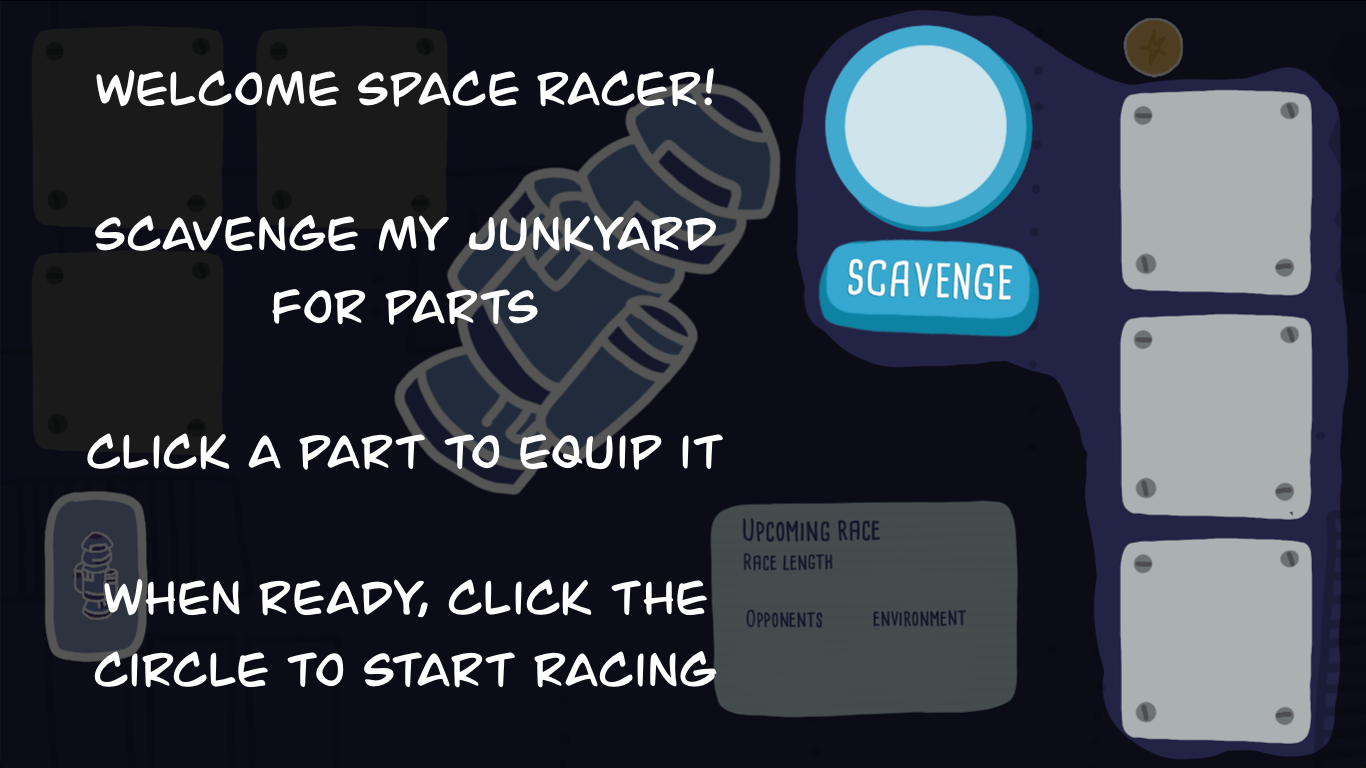 WELCOME SPACE RACER!
SCAVENGE MY JUNKYARD
FOR PARTS
CLICK A PART TO EQUIP IT
WHEN READY, CLICK THE
CIRCLE TO START RACING
SCAVENGE
UPCOMING RACE
RACE LENGTH
OPPONENTS
ENVIRONMENT